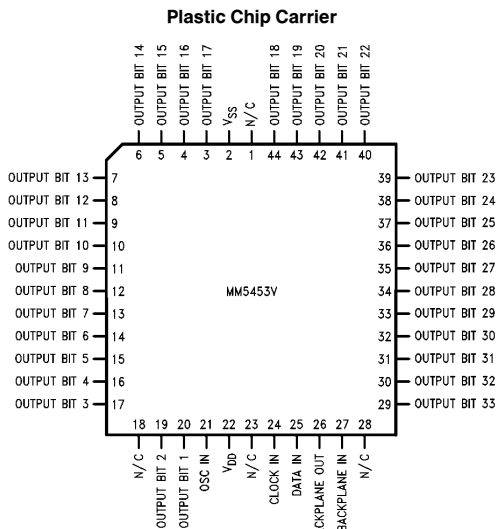 Plastic Chip Carrier
OUTPUT BIT 14
OUTPUT BIT 15
OUTPUT BIT 16
OUTPUT BIT 17
VSS
N/C
OUTPUT BIT 18
OUTPUT BIT 19
OUTPUT BIT 20
OUTPUT BIT 21
OUTPUT BIT 22
6 5 4 3 2 1 44 43 42 41 40
OUTPUT BIT 13 7
OUTPUT BIT 12 8
OUTPUT BIT 11 9
OUTPUT BIT 10 10
OUTPUT BIT 9 11
OUTPUT BIT 8 12
OUTPUT BIT 7 13
OUTPUT BIT 6 14
OUTPUT BIT 5 15
OUTPUT BIT 4 16
OUTPUT BIT 3 17
MM5453V
39 OUTPUT BIT 23
38 OUTPUT BIT 24
37 OUTPUT BIT 25
36 OUTPUT BIT 26
35 OUTPUT BIT 27
34 OUTPUT BIT 28
33 OUTPUT BIT 29
32 OUTPUT BIT 30
31 OUTPUT BIT 31
30 OUTPUT BIT 32
29 OUTPUT BIT 33
18 19 20 21 22 23 24 25 26 27 28
N/C
OUTPUT BIT 2
OUTPUT BIT 1
OSC IN
VDD
N/C
CLOCK IN
DATA IN
CKPLANE OUT
BACKPLANE IN
N/C